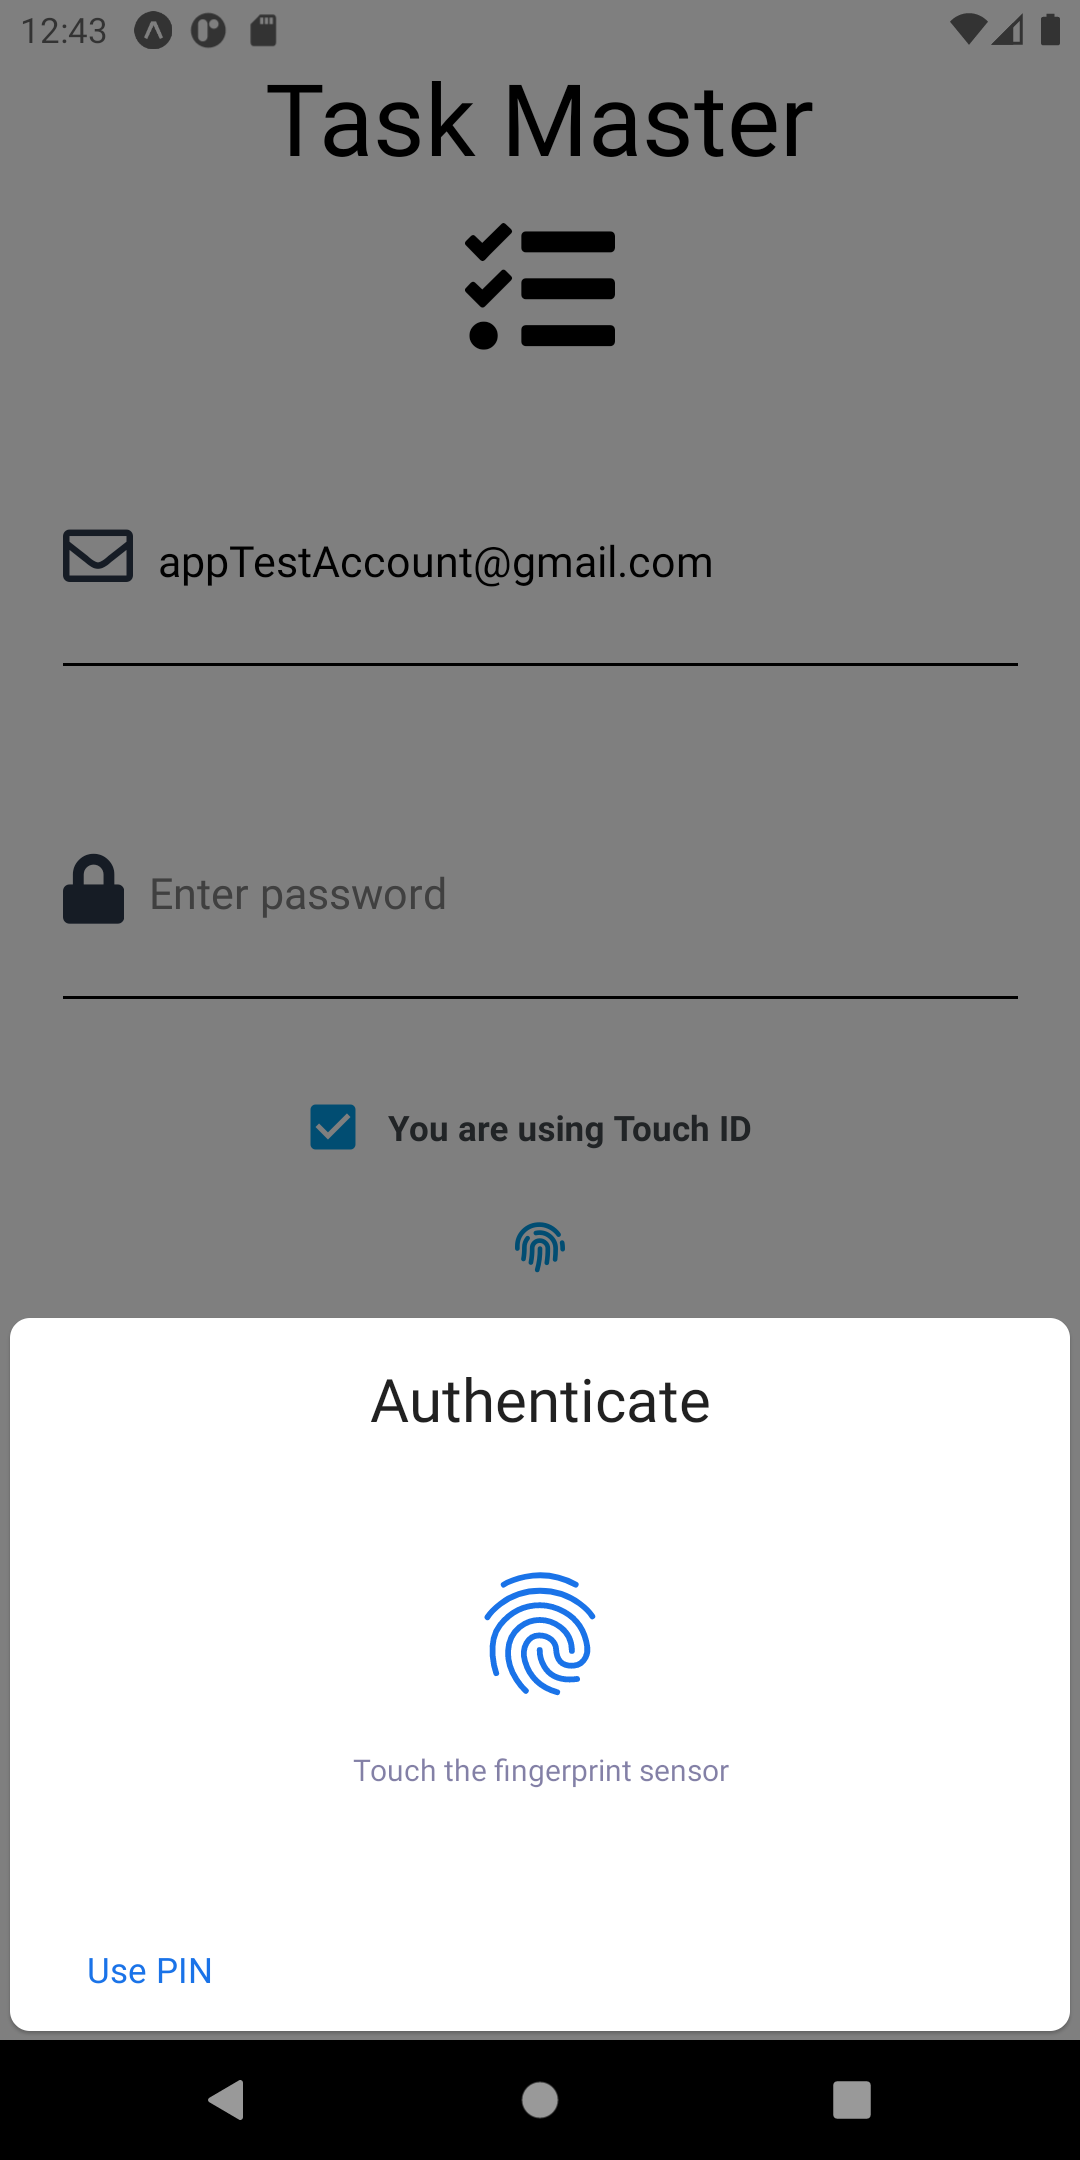 12:43
Task Master
appTestAccount@gmail.com
Enter password
You are using Touch ID
Authenticate
Touch the fingerprint sensor
Use PIN